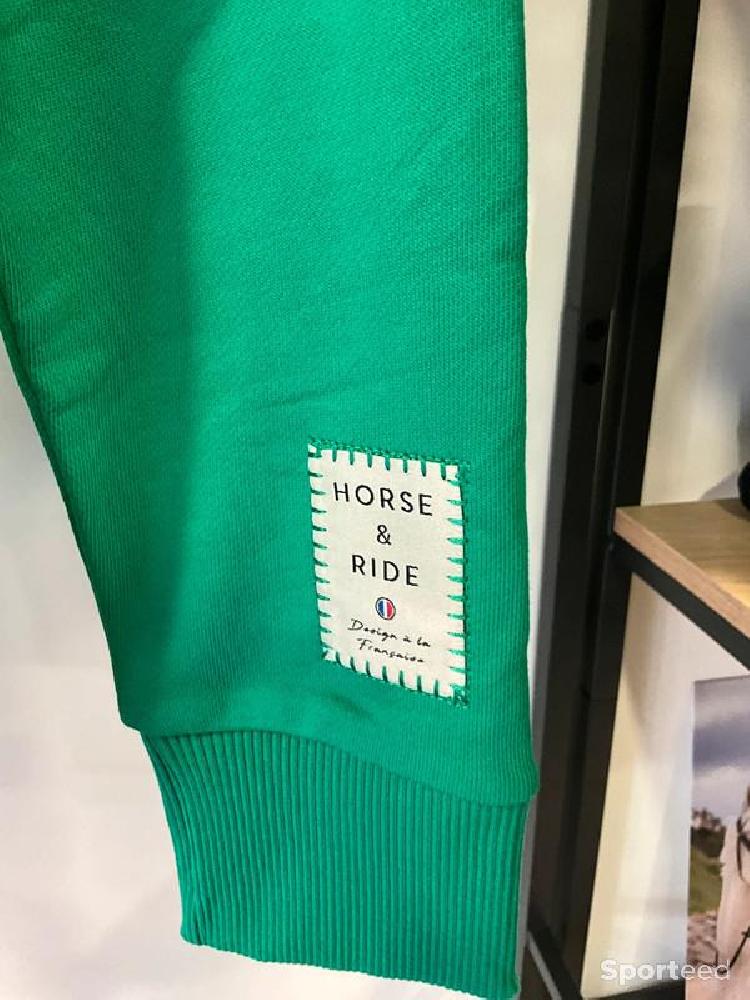 HORSE
&
RIDE
Design à la
Française
Sporteed